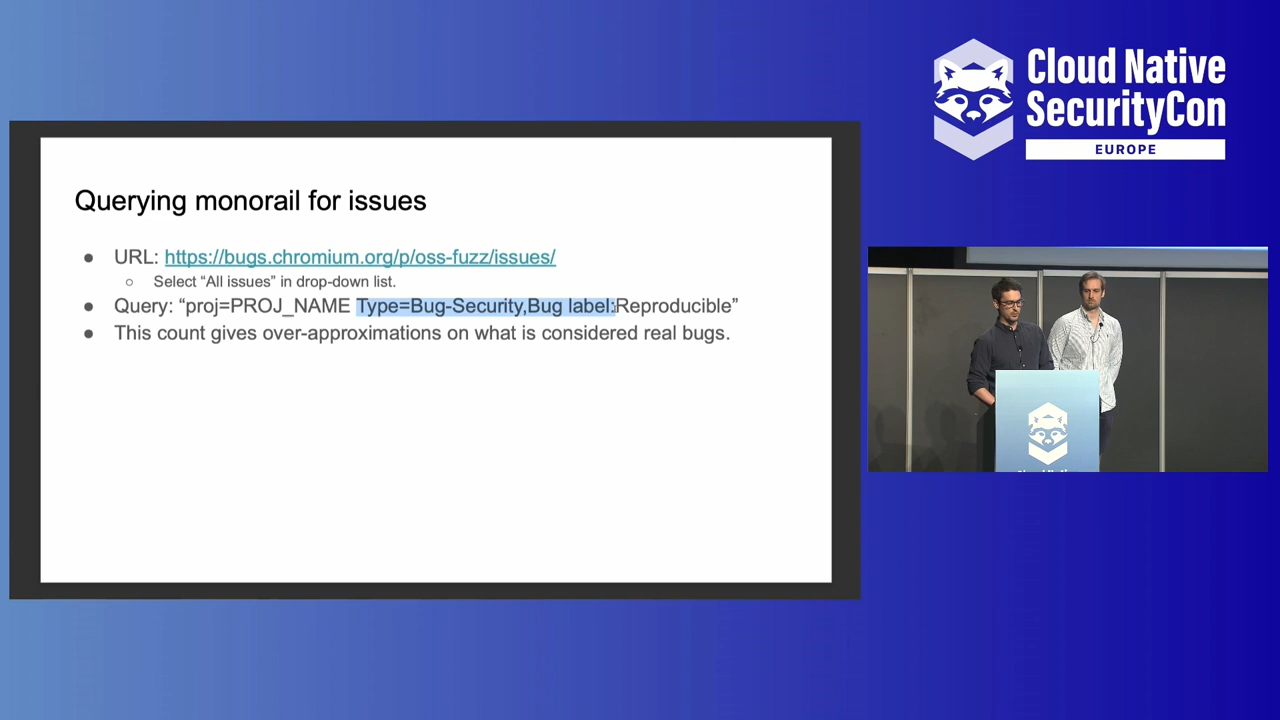 Cloud Native
SecurityCon
EUROPE
Querying monorail for issues
● URL: https://bugs.chromium.org/p/oss-fuzz/issues/
○ Select “All issues” in drop-down list.
● Query: “proj=PROJ_NAME Type=Bug-Security,Bug label:Reproducible”
● This count gives over-approximations on what is considered real bugs.